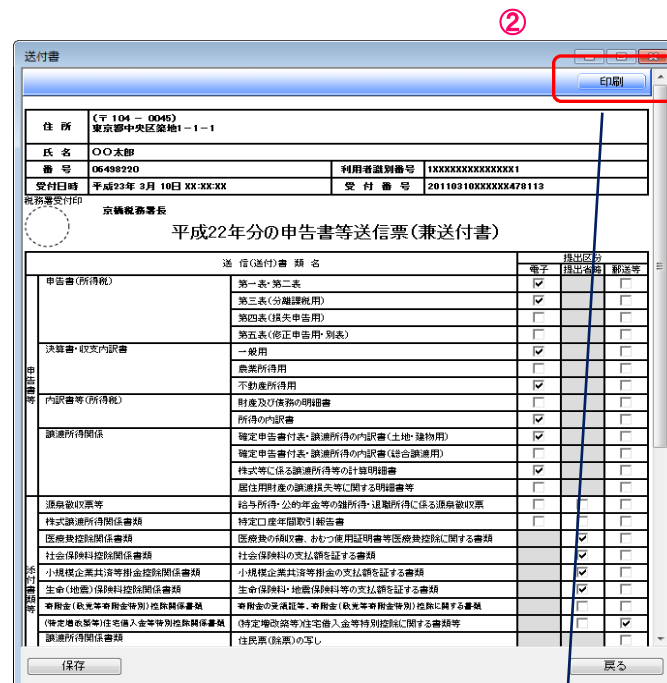 ②
送付書
印刷
住 所
(〒 104 - 0045)
東京都中央区築地1-1-1
氏 名 〇〇太郎
番 号 06498220 利用者識別番号 1XXXXXXXXXXXXXX1
受付日時 平成23年 3月 10日 XX:XX:XX 受 付 番 号 20110310XXXXXX478113
税務署受付印
京橋税務署長
平成22年分の申告書等送信票(兼送付書)
送 信(送付)書 類 名 提出区分
電子 提出省略 郵送等
申告書等
申告書(所得税) 第一表・第二表
第三表(分離課税用)
第四表(損失申告用)
第五表(修正申告用・別表)
決算書・収支内訳書 一般用
農業所得用
不動産所得用
内訳書等(所得税) 財産及び債務の明細書
所得の内訳書
譲渡所得関係 確定申告書付表・譲渡所得の内訳書(土地・建物用)
確定申告書付表・譲渡所得の内訳書(総合譲渡用)
株式等に係る譲渡所得等の計算明細書
居住用財産の譲渡損失等に関する明細書等
添付書類等
源泉徴収票等 給与所得・公的年金等の雑所得・退職所得に係る源泉徴収票
株式譲渡所得関係書類 特定口座年間取引報告書
医療費控除関係書類 医療費の領収書、おむつ使用証明書等医療費控除に関する書類
社会保険料控除関係書類 社会保険料の支払額を証する書類
小規模企業共済等掛金控除関係書類 小規模企業共済等掛金の支払額を証する書類
生命(地震)保険料控除関係書類 生命保険料・地震保険料等の支払額を証する書類
寄附金(政党等寄附金特別)控除関係書類 寄附金の受領証等、寄附金(政党等寄附金特別)控除に関する書類
(特定増改築等)住宅借入金等特別控除関係書類 (特定増改築等)住宅借入金等特別控除に関する書類等
譲渡所得関係書類 住民票(除票)の写し
保存 戻る